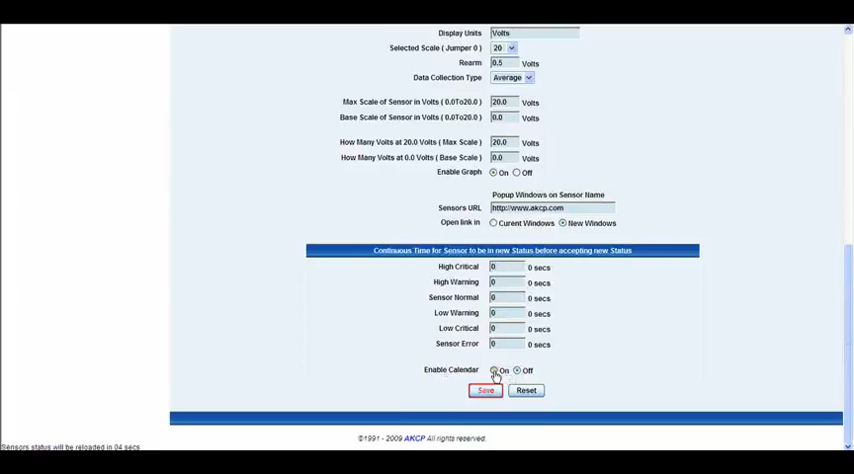 Display Units Volts
Selected Scale ( Jumper 0 ) 20
Rearm 0.5 Volts
Data Collection Type Average
Max Scale of Sensor in Volts ( 0.0To20.0 ) 20.0 Volts
Base Scale of Sensor in Volts ( 0.0To20.0 ) 0.0 Volts
How Many Volts at 20.0 Volts ( Max Scale ) 20.0 Volts
How Many Volts at 0.0 Volts ( Base Scale ) 0.0 Volts
Enable Graph On Off
Popup Windows on Sensor Name
Sensors URL http://www.akcp.com
Open link in Curent Windows New Windows
Continuous Time for Sensor to be in new Status before accepting new Status
High Critical 0 0 secs
High Warning 0 0 secs
Sensor Normal 0 0 secs
Low Warning 0 0 secs
Low Critical 0 0 secs
Sensor Error 0 0 secs
Enable Calendar On Off
Save Reset
©1991 - 2009 AKCP All rights reserved.
Sensors status will be reloaded in 04 secs